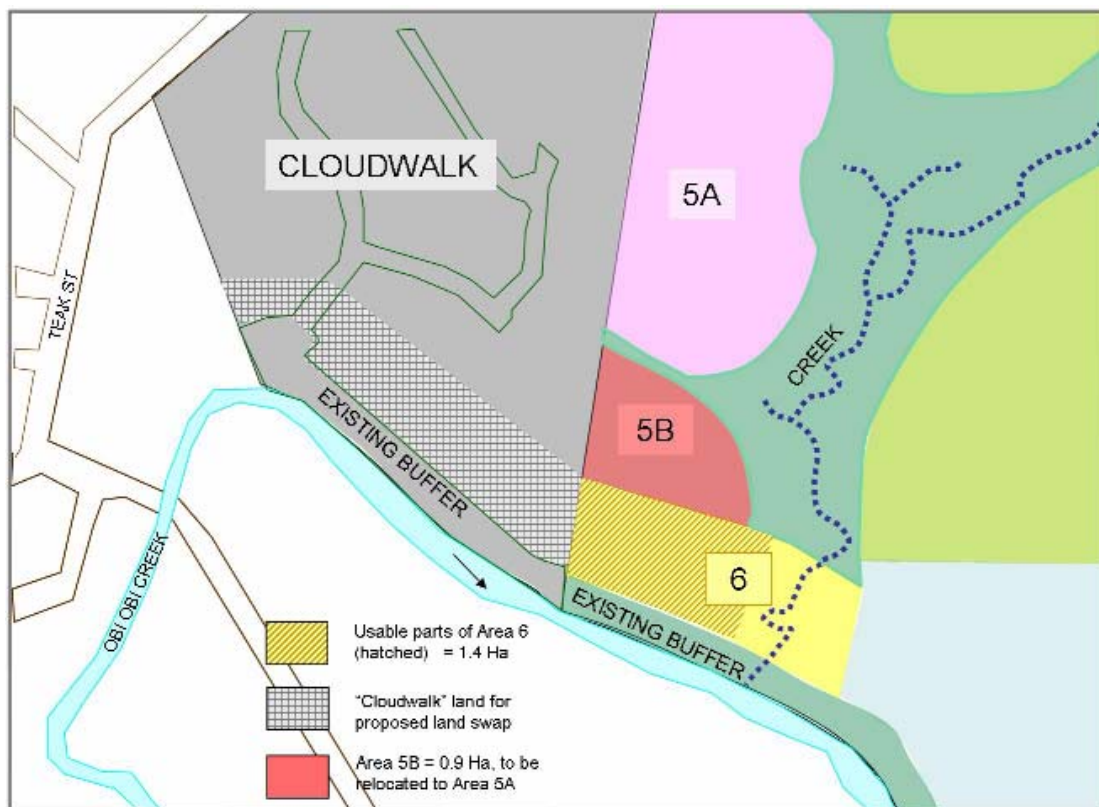 CLOUDWALK
5A
TEAK ST
CREEK
5B
EXISTING BUFFER
6
EXISTING BUFFER
OBI OBI CREEK
Usable parts of Area 6
(hatched) = 1.4 Ha
"Cloudwalk" land for
proposed land swap
Area 5B = 0.9 Ha, to be
relocated to Area 5A